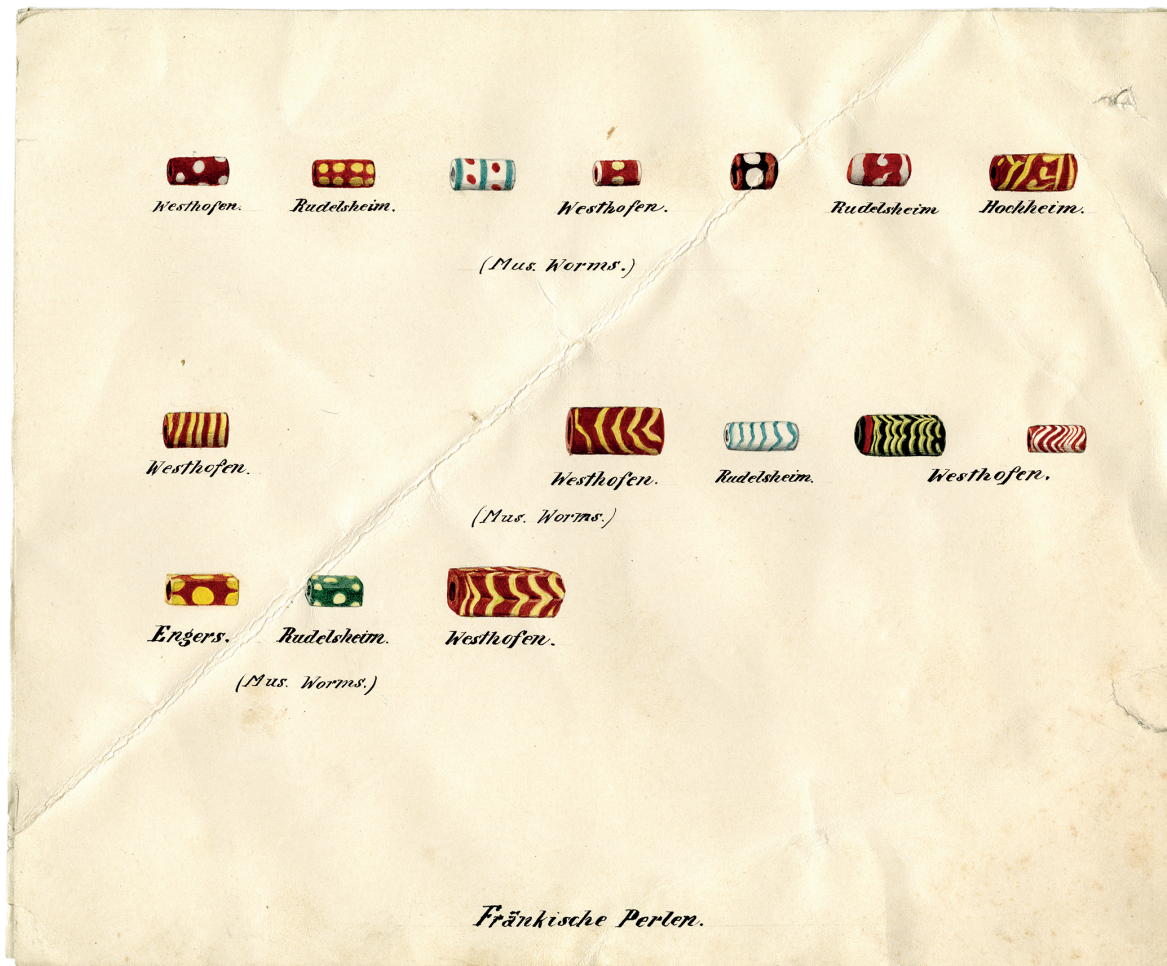 Westhofen. Rudelsheim. Westhofen. Rudelsheim Hochheim.
(Mus. Worms.)
Westhofen. Westhofen. Rudelsheim. Westhofen.
(Mus. Worms.)
Engers. Rudelsheim. Westhofen.
(Mus. Worms.)
Fränkische Perlen.